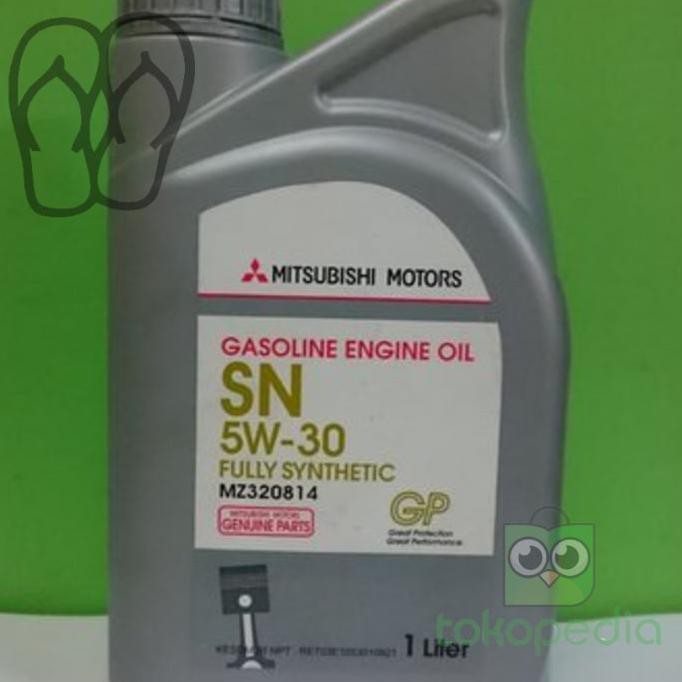 MITSUBISHI MOTORS
GASOLINE ENGINE OIL
SN
5W-30
FULLY SYNTHETIC
MZ320814
MITSUBISHI MOTORS
GENUINE PARTS
GP
Great Protection
Great Performance
1 Liter
tokopedia